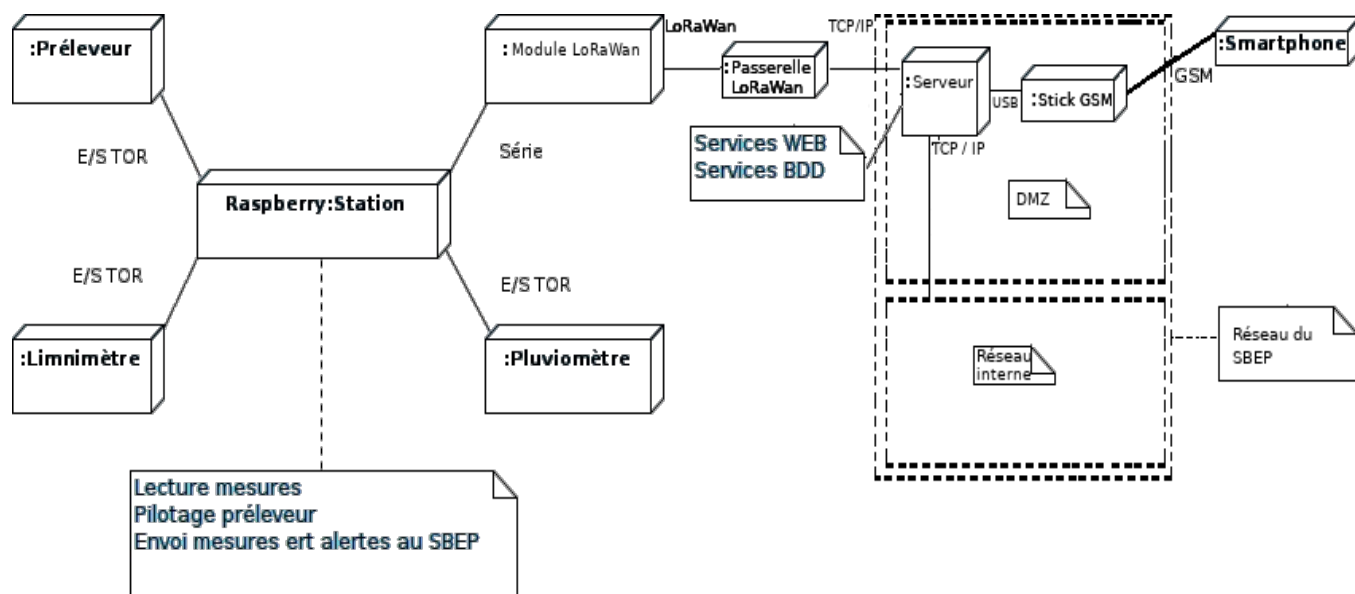 :Préleveur
: Module LoRaWan
LoRaWan
:Passerelle
LoRaWan
TCP/IP
:Serveur
USB
:Stick GSM
GSM
:Smartphone
E/S TOR
Série
Services WEB
Services BDD
TCP / IP
DMZ
Raspberry:Station
E/S TOR
E/S TOR
:Limnimètre
:Pluviomètre
Réseau
interne
Réseau du
SBEP
Lecture mesures
Pilotage préleveur
Envoi mesures ert alertes au SBEP